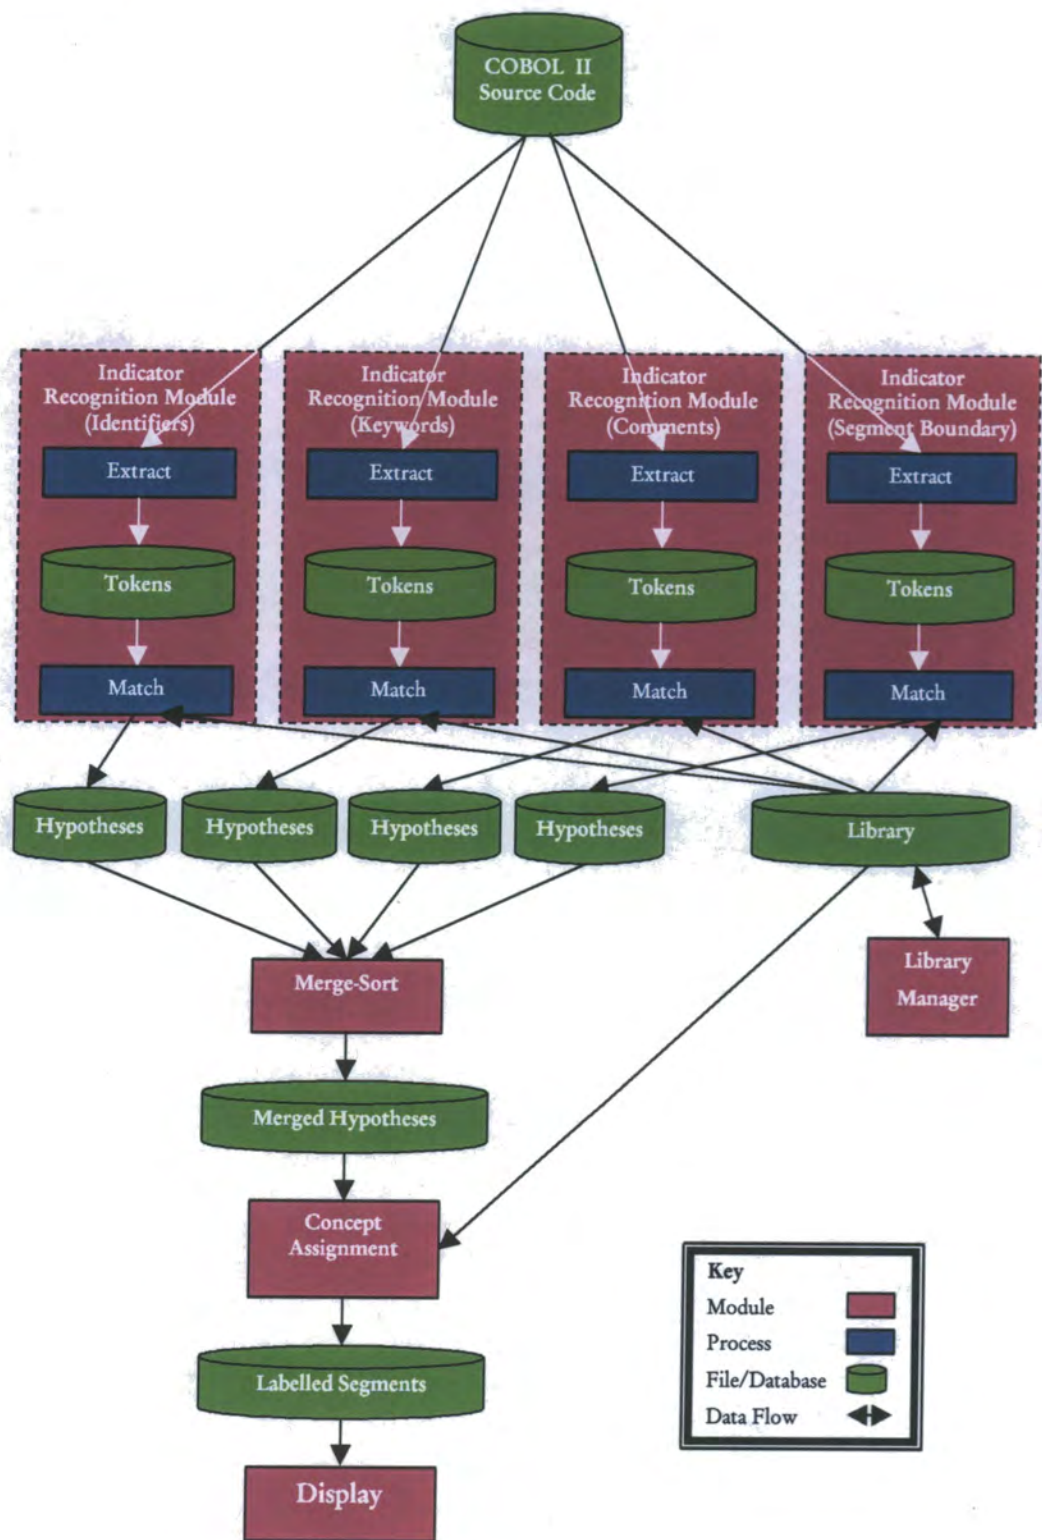 COBOL II
Source Code
Indicator
Recognition Module
(Identifiers)
Extract
Tokens
Match
Indicator
Recognition Module
(Keywords)
Extract
Tokens
Match
Indicator
Recognition Module
(Comments)
Extract
Tokens
Match
Indicator
Recognition Module
(Segment Boundary)
Extract
Tokens
Match
Hypotheses
Hypotheses
Hypotheses
Hypotheses
Library
Merge-Sort
Library
Manager
Merged Hypotheses
Concept
Assignment
Labelled Segments
Display
Key
Module
Process
File/Database
Data Flow